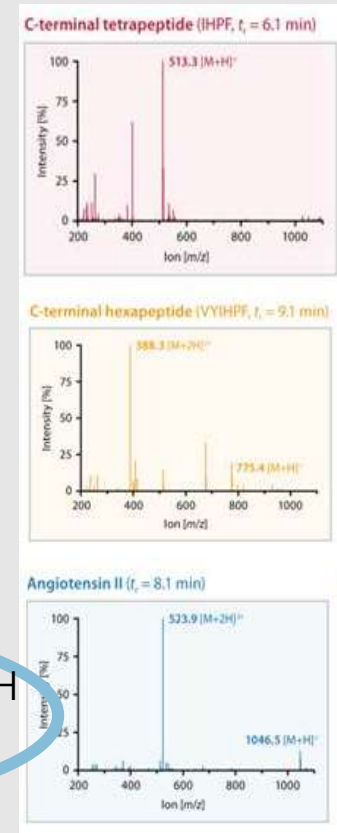 C-terminal tetrapeptide (IHPF, tᵣ = 6.1 min)
100
75
50
25
0
Intensity [%]
513.3 [M+H]⁺
200 400 600 800 1000
Ion [m/z]
C-terminal hexapeptide (VYIHPF, tᵣ = 9.1 min)
100
75
50
25
0
Intensity [%]
388.3 [M+2H]²⁺
775.4 [M+H]⁺
200 400 600 800 1000
Ion [m/z]
Angiotensin II (tᵣ = 8.1 min)
100
75
50
25
0
Intensity [%]
523.9 [M+2H]²⁺
1046.5 [M+H]⁺
200 400 600 800 1000
Ion [m/z]
H